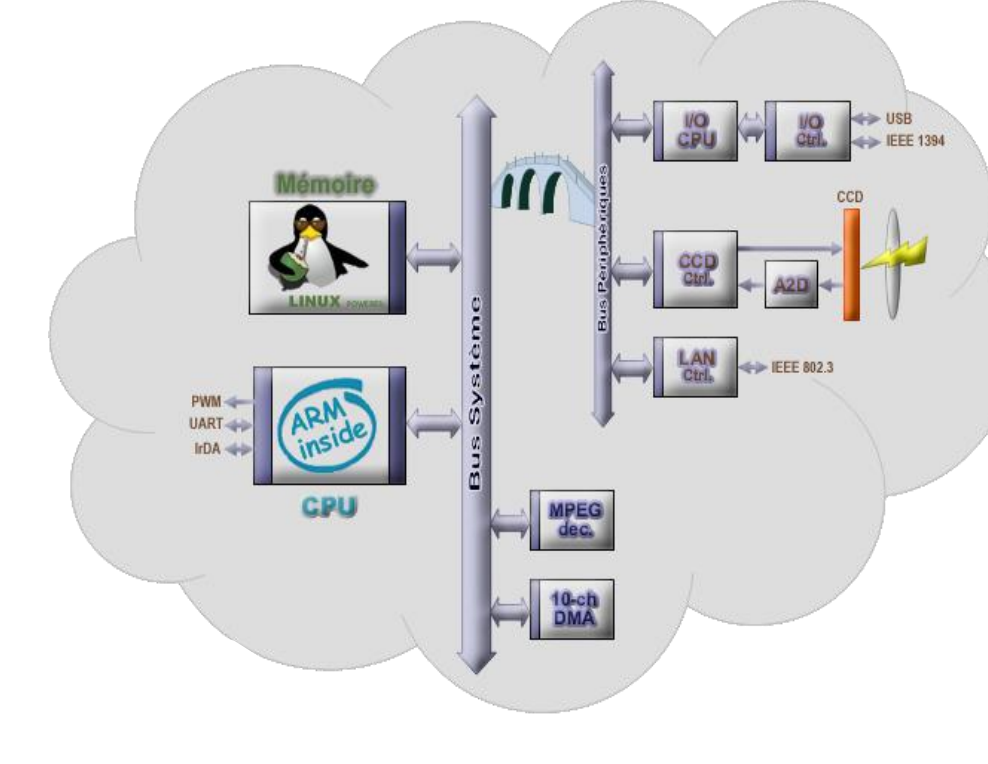 Mémoire
LINUX POWERED
PWM
UART
IrDA
ARM
inside
CPU
Bus Système
Bus Périphériques
I/O
CPU
I/O
Ctrl.
USB
IEEE 1394
CCD
CCD
Ctrl.
A2D
LAN
Ctrl.
IEEE 802.3
MPEG
dec.
10-ch
DMA